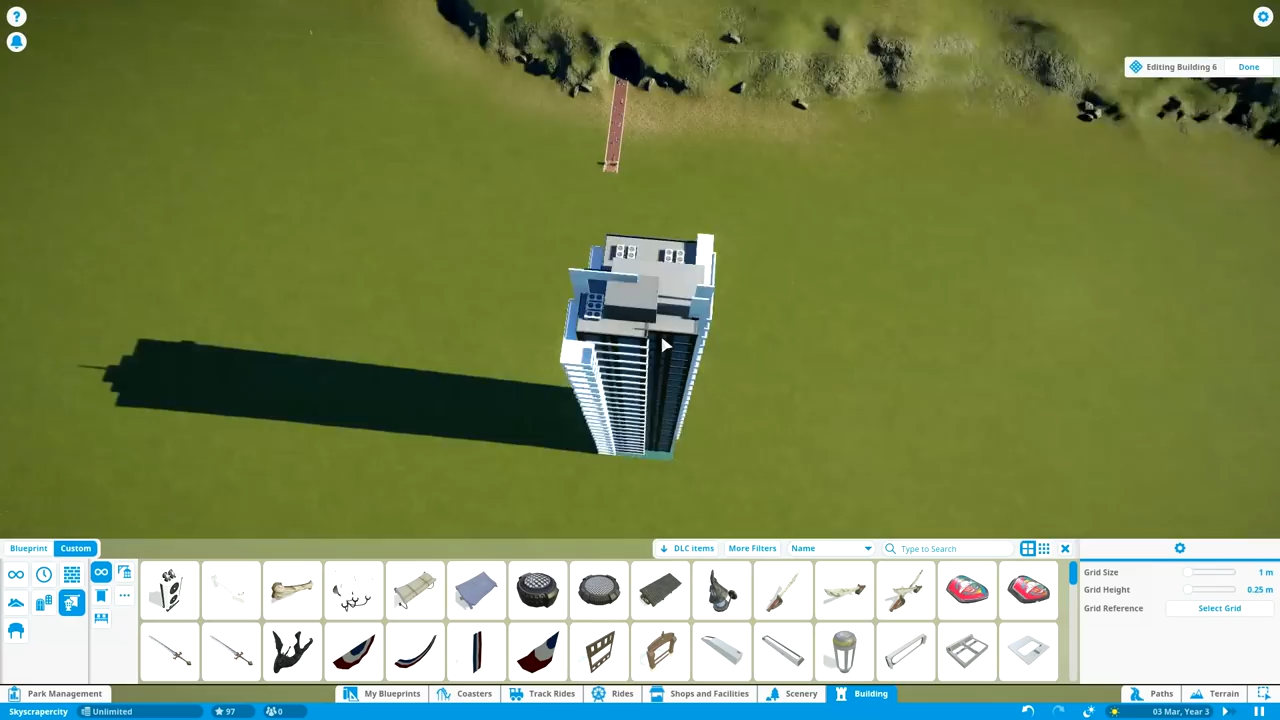 ?
Editing Building 6 Done
Blueprint Custom
DLC items More Filters Name Type to Search
Grid Size 1 m
Grid Height 0.25 m
Grid Reference Select Grid
Park Management My Blueprints Coasters Track Rides Rides Shops and Facilities Scenery Building Paths Terrain
Skyscrapercity Unlimited 97 0 03 Mar, Year 3